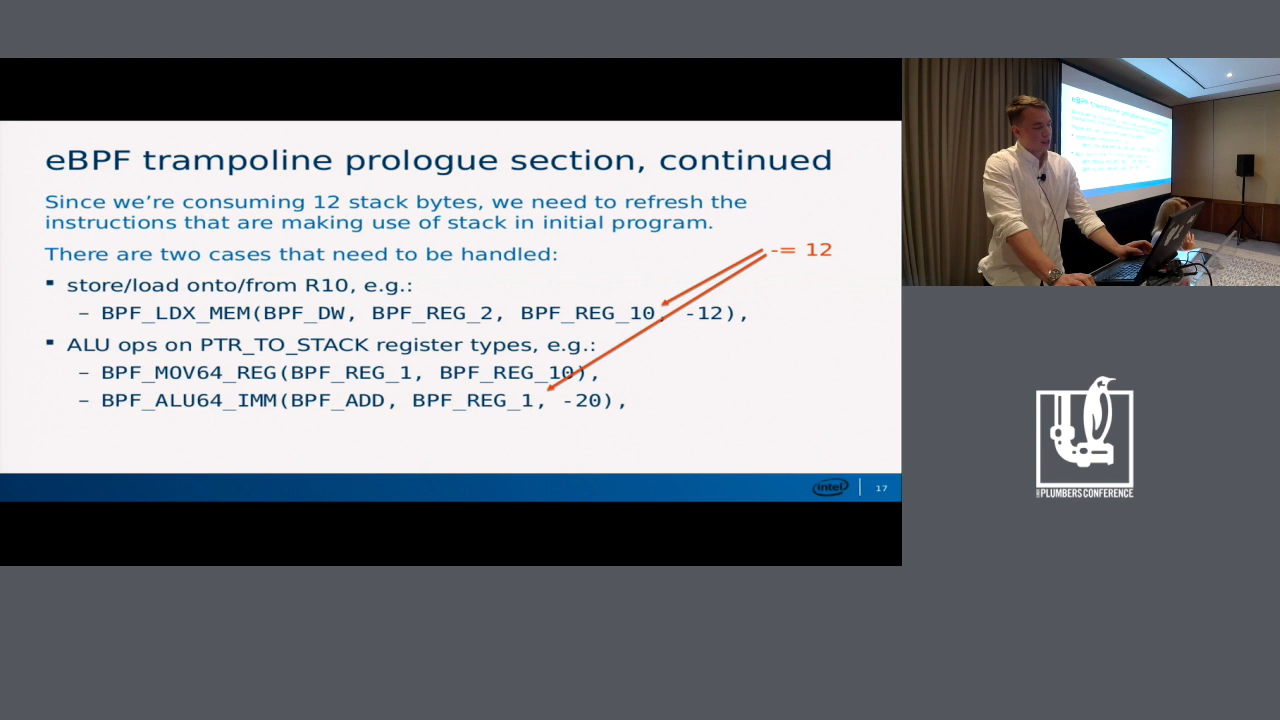 eBPF trampoline prologue section, continued
Since we’re consuming 12 stack bytes, we need to refresh the
instructions that are making use of stack in initial program.
There are two cases that need to be handled:
-= 12
▪ store/load onto/from R10, e.g.:
– BPF_LDX_MEM(BPF_DW, BPF_REG_2, BPF_REG_10, -12),
▪ ALU ops on PTR_TO_STACK register types, e.g.:
– BPF_MOV64_REG(BPF_REG_1, BPF_REG_10),
– BPF_ALU64_IMM(BPF_ADD, BPF_REG_1, -20),
intel
17
PLUMBERS CONFERENCE